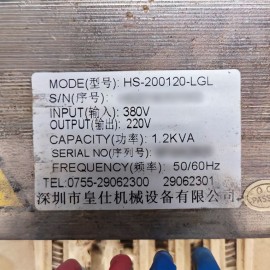 MODE(型号): HS-200120-LGL
S/N(序号):
INPUT(输入): 380V
OUTPUT(输出): 220V
CAPACITY(功率): 1.2KVA
SERIAL NO(序列号):
FREQUENCY(频率): 50/60Hz
TEL:0755-29062300 29062301
深圳市皇仕机械设备有限公司